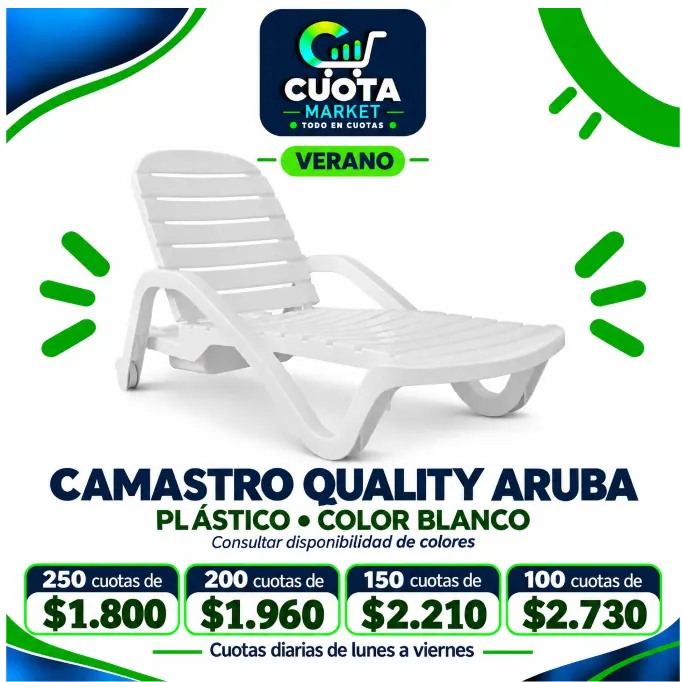 CUOTA
MARKET
TODO EN CUOTAS
VERANO
CAMASTRO QUALITY ARUBA
PLÁSTICO • COLOR BLANCO
Consultar disponibilidad de colores
250 cuotas de
$1.800
200 cuotas de
$1.960
150 cuotas de
$2.210
100 cuotas de
$2.730
Cuotas diarias de lunes a viernes